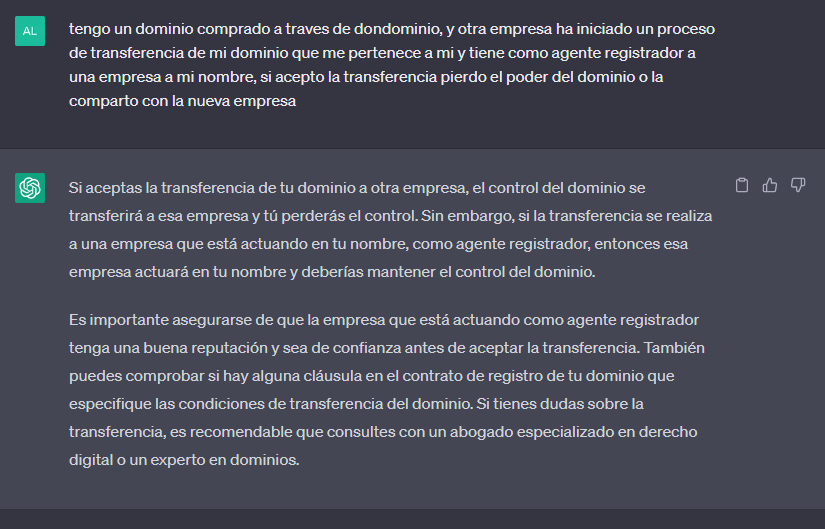 AL
tengo un dominio comprado a traves de dondominio, y otra empresa ha iniciado un proceso
de transferencia de mi dominio que me pertenece a mi y tiene como agente registrador a
una empresa a mi nombre, si acepto la transferencia pierdo el poder del dominio o la
comparto con la nueva empresa
Si aceptas la transferencia de tu dominio a otra empresa, el control del dominio se
transferirá a esa empresa y tú perderás el control. Sin embargo, si la transferencia se realiza
a una empresa que está actuando en tu nombre, como agente registrador, entonces esa
empresa actuará en tu nombre y deberías mantener el control del dominio.
Es importante asegurarse de que la empresa que está actuando como agente registrador
tenga una buena reputación y sea de confianza antes de aceptar la transferencia. También
puedes comprobar si hay alguna cláusula en el contrato de registro de tu dominio que
especifique las condiciones de transferencia del dominio. Si tienes dudas sobre la
transferencia, es recomendable que consultes con un abogado especializado en derecho
digital o un experto en dominios.